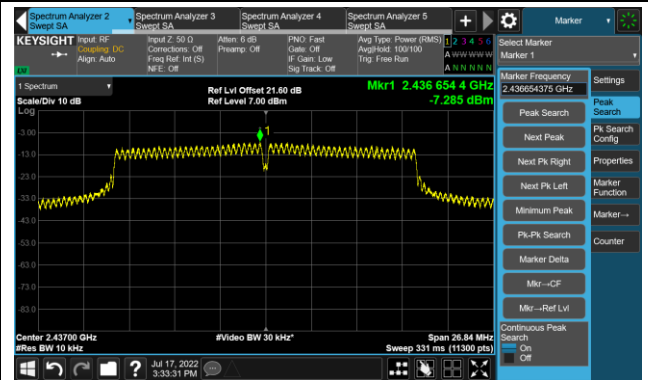 Spectrum Analyzer 2
Swept SA
Spectrum Analyzer 3
Swept SA
Spectrum Analyzer 4
Swept SA
Spectrum Analyzer 5
Swept SA
+
Marker
KEYSIGHT
Input: RF
Coupling: DC
Align: Auto
Input Z: 50 Ω
Corrections: Off
Freq Ref: Int (S)
NFE: Off
Atten: 6 dB
Preamp: Off
PNO: Fast
Gate: Off
IF Gain: Low
Sig Track: Off
Avg Type: Power (RMS)
Avg|Hold: 100/100
Trig: Free Run
1 2 3 4 5 6
A W W W W W
A N N N N N
LVI
Select Marker
Marker 1
1 Spectrum
Scale/Div 10 dB
Log
Ref Lvl Offset 21.60 dB
Ref Level 7.00 dBm
Mkr1 2.436 654 4 GHz
-7.285 dBm
1
-3.00
-13.0
-23.0
-33.0
-43.0
-53.0
-63.0
-73.0
-83.0
Center 2.43700 GHz
#Res BW 10 kHz
#Video BW 30 kHz*
Span 26.84 MHz
Sweep 331 ms (11300 pts)
Marker Frequency
2.436654375 GHz
Peak Search
Next Peak
Next Pk Right
Next Pk Left
Minimum Peak
Pk-Pk Search
Marker Delta
Mkr→CF
Mkr→Ref Lvl
Continuous Peak
Search
On
Off
Settings
Peak
Search
Pk Search
Config
Properties
Marker
Function
Marker→
Counter
?
Jul 17, 2022
3:33:31 PM